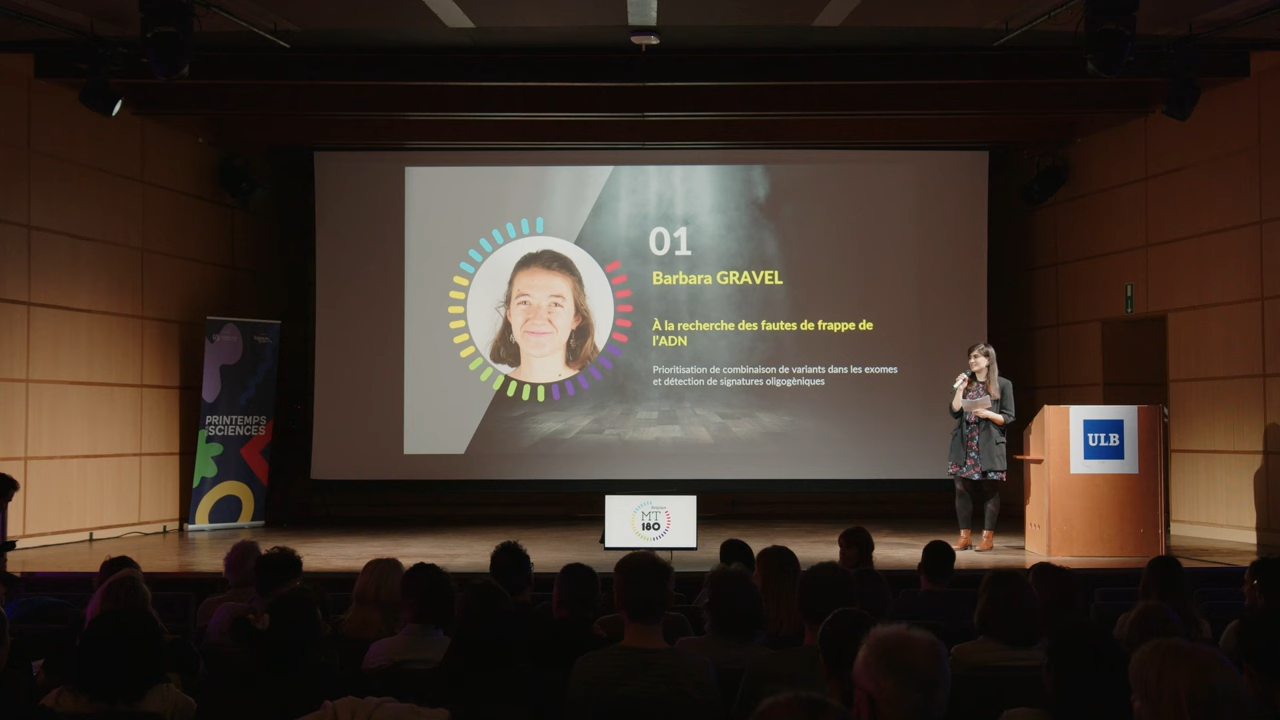 01
Barbara GRAVEL
À la recherche des fautes de frappe de
l'ADN
Prioritisation de combinaison de variants dans les exomes
et détection de signatures oligogèniques
PRINTEMPS
SCIENCES
ULB
MT
180